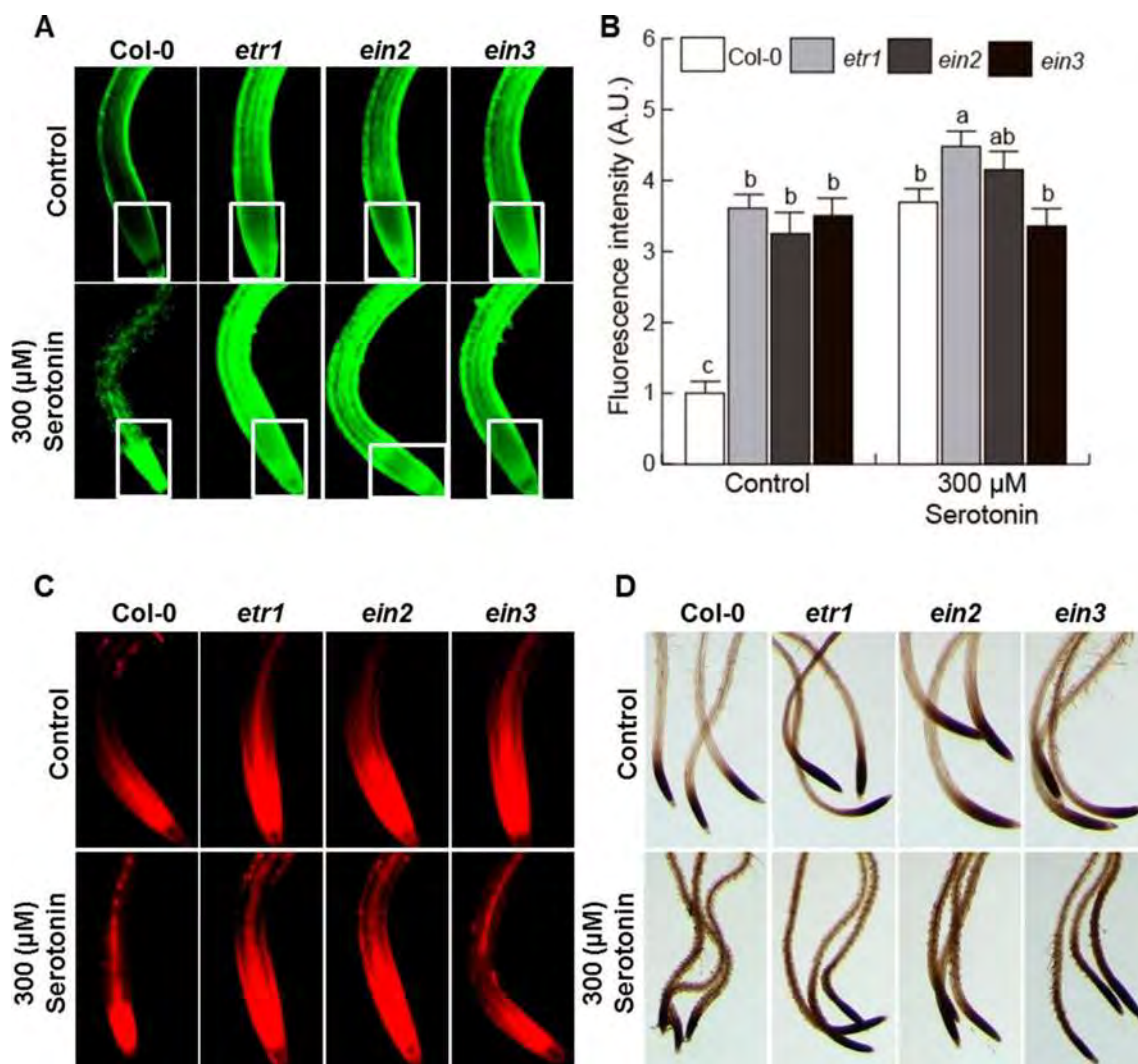 A
Col-0 etr1 ein2 ein3
Control
300 (µM)
Serotonin
B
Fluorescence intensity (A.U.)
6
5
4
3
2
1
0
Col-0 etr1 ein2 ein3
c b b b b a ab b
Control
300 µM
Serotonin
C
Col-0 etr1 ein2 ein3
Control
300 (µM)
Serotonin
D
Col-0 etr1 ein2 ein3
Control
300 (µM)
Serotonin